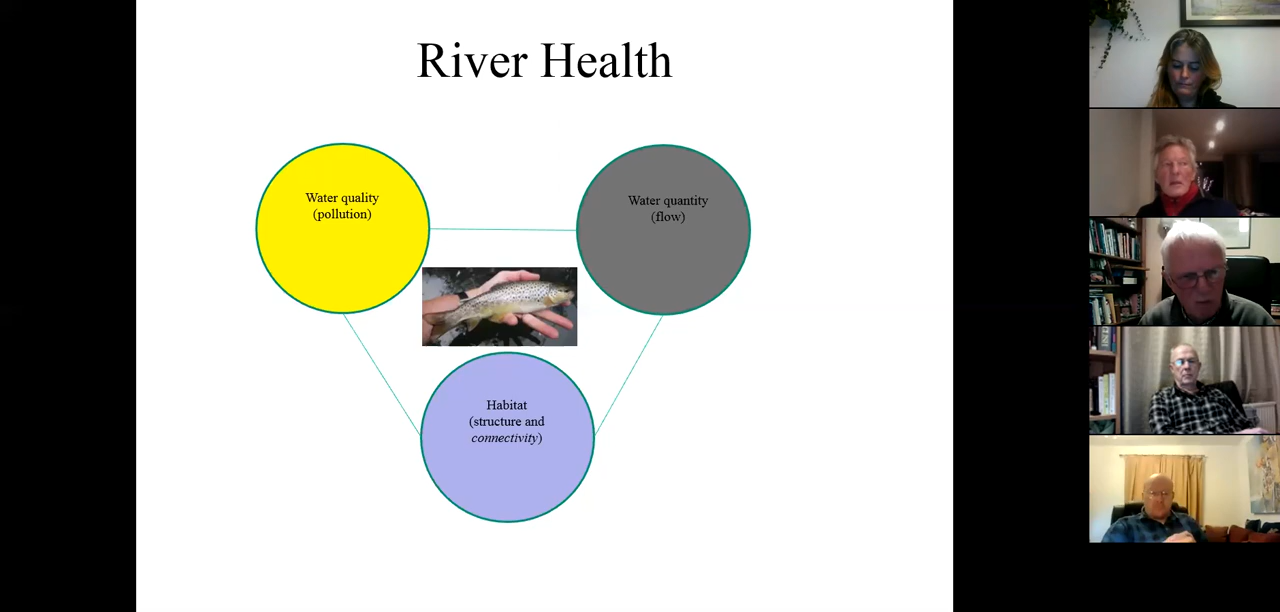 River Health
Water quality
(pollution)
Water quantity
(flow)
Habitat
(structure and
connectivity)